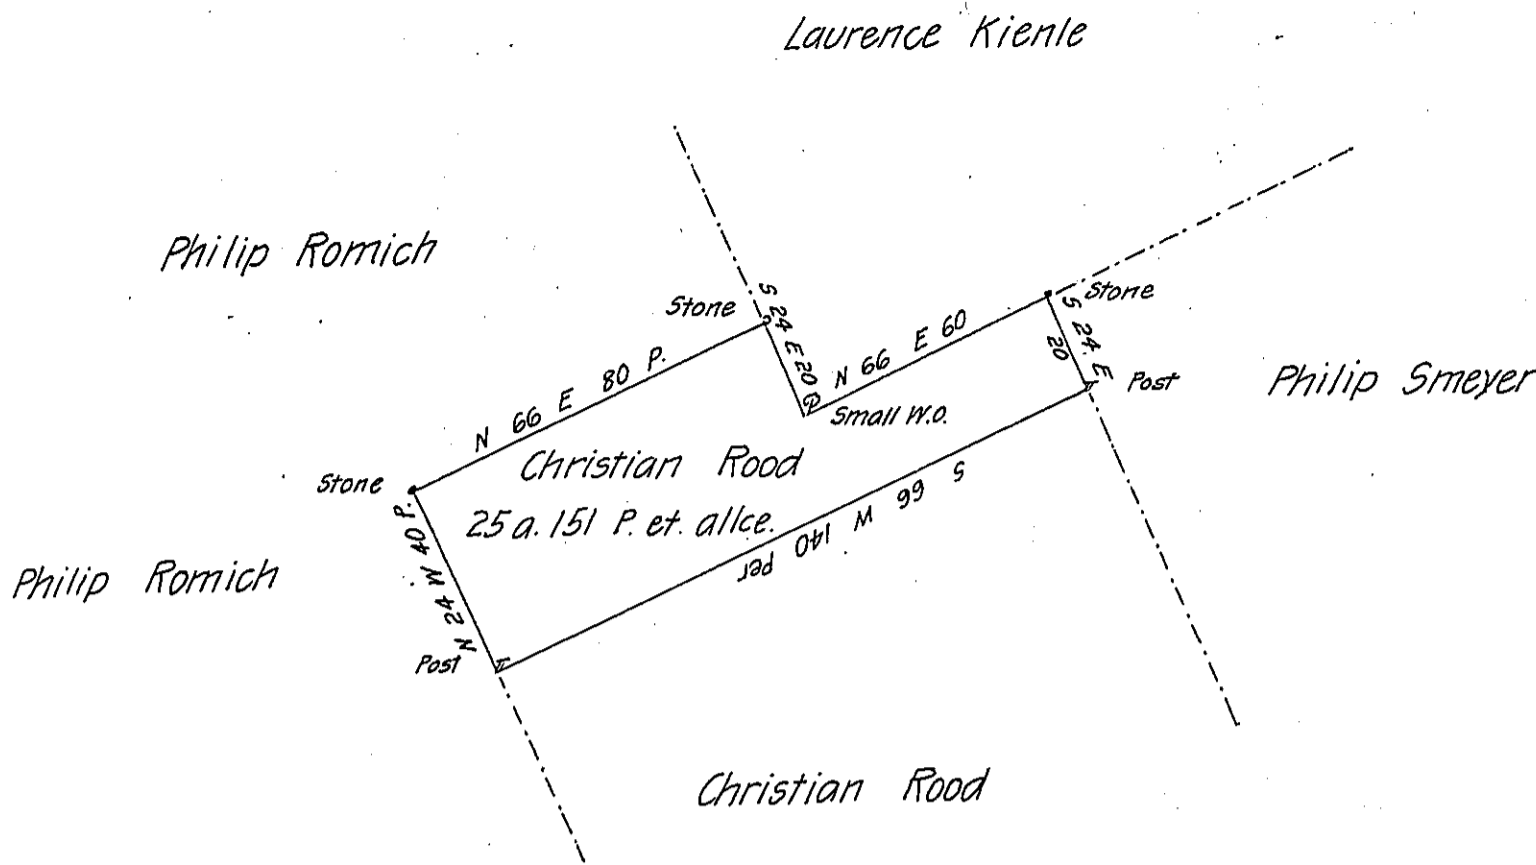 Laurence Kienle
Philip Romich
Stone
S 24 E 20
Stone
N 66 E 60
S 24 E
20
N 66 E 80 P.
Post
Philip Smeyer
Small W.O.
Christian Rood
Stone
25 a. 151 P. et. allce.
S 66 W 140 per
N 24 W 40 P.
Philip Romich
Post
Christian Rood